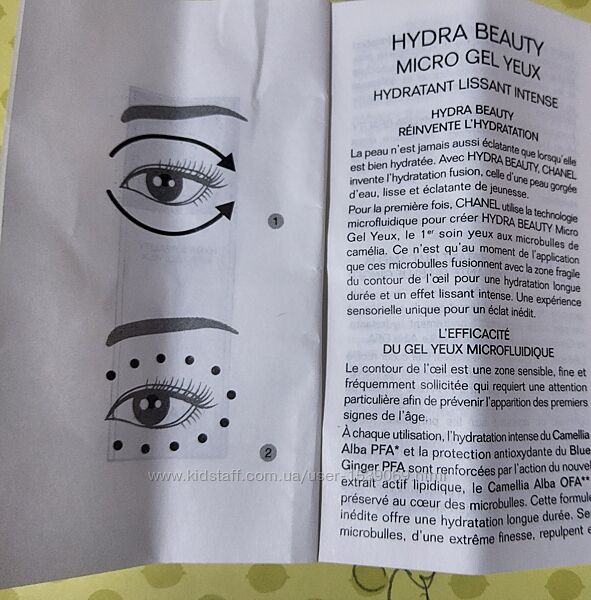 1
2
HYDRA BEAUTY
MICRO GEL YEUX
HYDRATANT LISSANT INTENSE
HYDRA BEAUTY
RÉINVENTE L'HYDRATATION
La peau n'est jamais aussi éclatante que lorsqu'elle
est bien hydratée. Avec HYDRA BEAUTY, CHANEL
invente l'hydratation fusion, celle d'une peau gorgée
d'eau, lisse et éclatante de jeunesse.
Pour la première fois, CHANEL utilise la technologie
microfluidique pour créer HYDRA BEAUTY Micro
Gel Yeux, le 1er soin yeux aux microbulles de
camélia. Ce n'est qu'au moment de l'application
que ces microbulles fusionnent avec la zone fragile
du contour de l'œil pour une hydratation longue
durée et un effet lissant intense. Une expérience
sensorielle unique pour un éclat inédit.
L'EFFICACITÉ
DU GEL YEUX MICROFLUIDIQUE
Le contour de l'œil est une zone sensible, fine et
fréquemment sollicitée qui requiert une attention
particulière afin de prévenir l'apparition des premiers
signes de l'âge.
À chaque utilisation, l'hydratation intense du Camellia
Alba PFA* et la protection antioxydante du Blue
Ginger PFA sont renforcées par l'action du nouvel
extrait actif lipidique, le Camellia Alba OFA**
préservé au cœur des microbulles. Cette formule
inédite offre une hydratation longue durée. Se
microbulles, d'une extrême finesse, repulpent e
www.kidstaff.com.ua/user-1539069.html